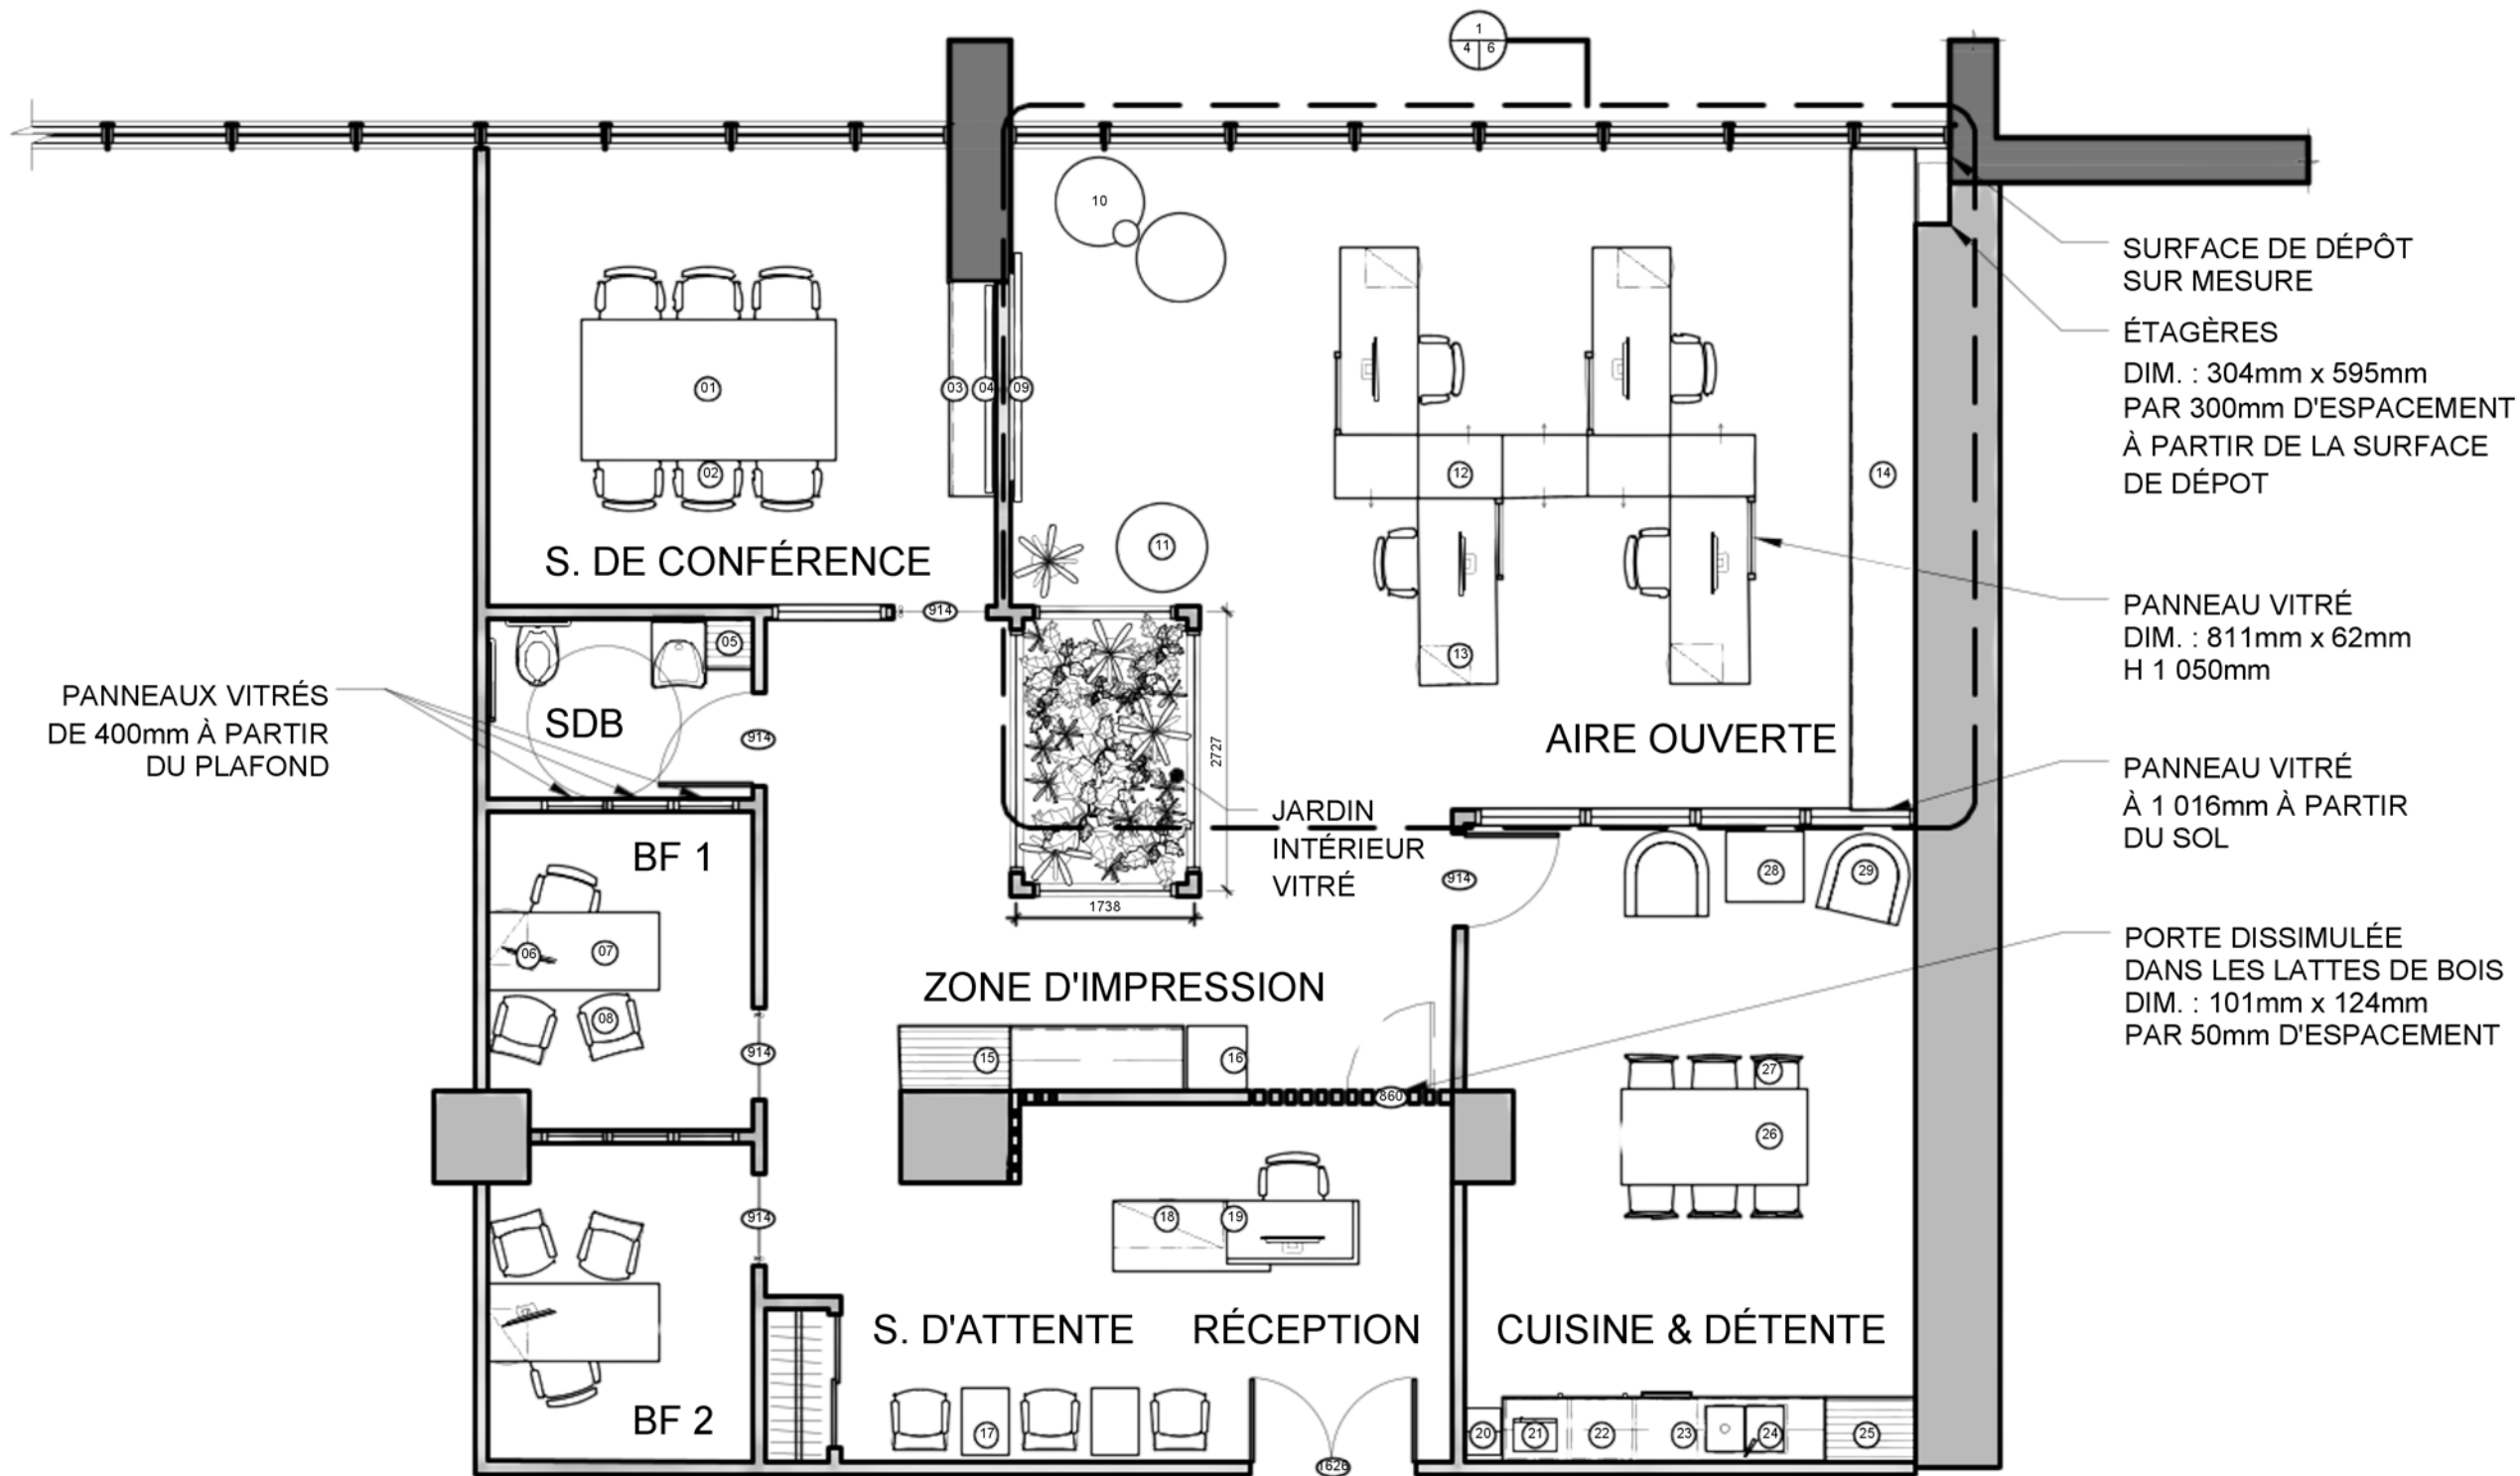 1
4 6
10
SURFACE DE DÉPÔT
SUR MESURE
ÉTAGÈRES
DIM. : 304mm x 595mm
PAR 300mm D'ESPACEMENT
À PARTIR DE LA SURFACE
DE DÉPOT
01
03
04
09
02
12
14
S. DE CONFÉRENCE
11
914
PANNEAU VITRÉ
DIM. : 811mm x 62mm
H 1 050mm
05
13
PANNEAUX VITRÉS
DE 400mm À PARTIR
DU PLAFOND
SDB
914
2727
AIRE OUVERTE
PANNEAU VITRÉ
À 1 016mm À PARTIR
DU SOL
JARDIN
INTÉRIEUR
VITRÉ
BF 1
914
28
29
1738
06
07
ZONE D'IMPRESSION
PORTE DISSIMULÉE
DANS LES LATTES DE BOIS
DIM. : 101mm x 124mm
PAR 50mm D'ESPACEMENT
08
914
15
16
860
27
26
914
18
19
S. D'ATTENTE
RÉCEPTION
CUISINE & DÉTENTE
BF 2
17
20
21
22
23
24
25
1626